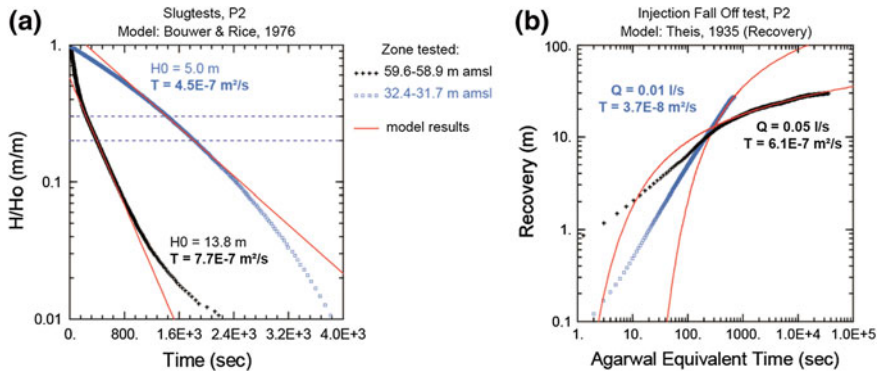 (a)
Slugtests, P2
Model: Bouwer & Rice, 1976
H/Ho (m/m)
1.
0.1
0.01
H0 = 5.0 m
T = 4.5E-7 m²/s
H0 = 13.8 m
T = 7.7E-7 m²/s
0. 800. 1.6E+3 2.4E+3 3.2E+3 4.0E+3
Time (sec)
Zone tested:
59.6-58.9 m amsl
32.4-31.7 m amsl
model results
(b)
Injection Fall Off test, P2
Model: Theis, 1935 (Recovery)
Recovery (m)
100.
10.
1.
0.1
Q = 0.01 l/s
T = 3.7E-8 m²/s
Q = 0.05 l/s
T = 6.1E-7 m²/s
1. 10. 100. 1000. 1.0E+4 1.0E+5
Agarwal Equivalent Time (sec)